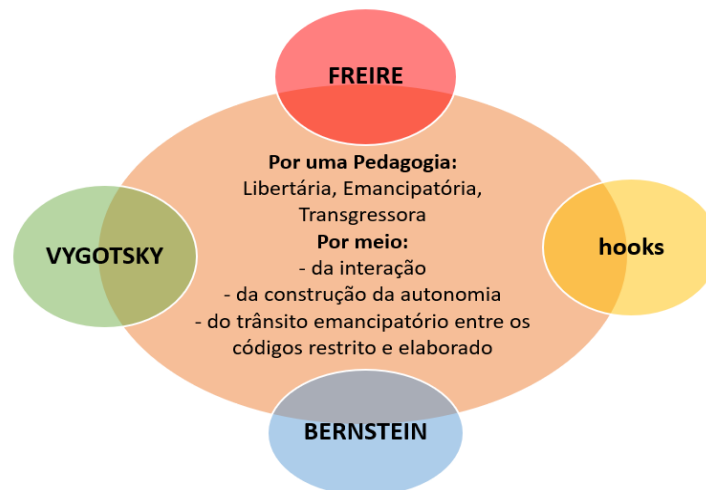 FREIRE
Por uma Pedagogia:
Libertária, Emancipatória,
Transgressora
Por meio:
- da interação
- da construção da autonomia
- do trânsito emancipatório entre os
códigos restrito e elaborado
VYGOTSKY
hooks
BERNSTEIN